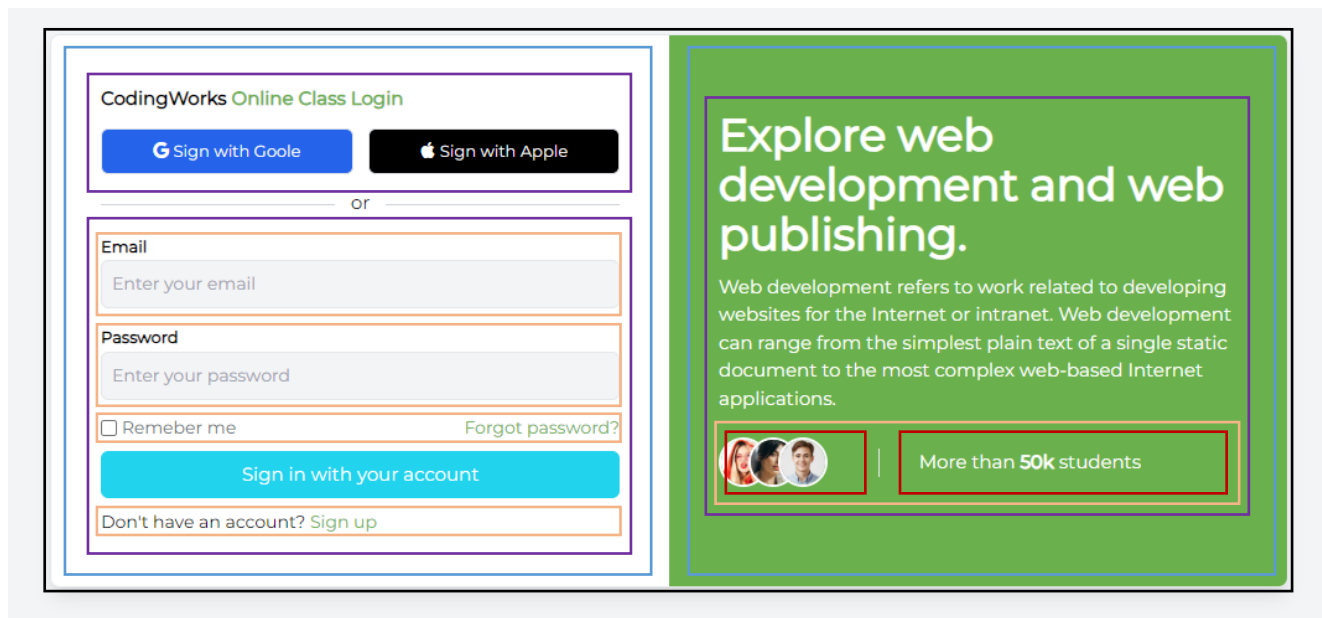 CodingWorks Online Class Login
Sign with Goole
Sign with Apple
or
Email
Enter your email
Password
Enter your password
Remeber me
Forgot password?
Sign in with your account
Don't have an account? Sign up
Explore web
development and web
publishing.
Web development refers to work related to developing
websites for the Internet or intranet. Web development
can range from the simplest plain text of a single static
document to the most complex web-based Internet
applications.
More than 50k students